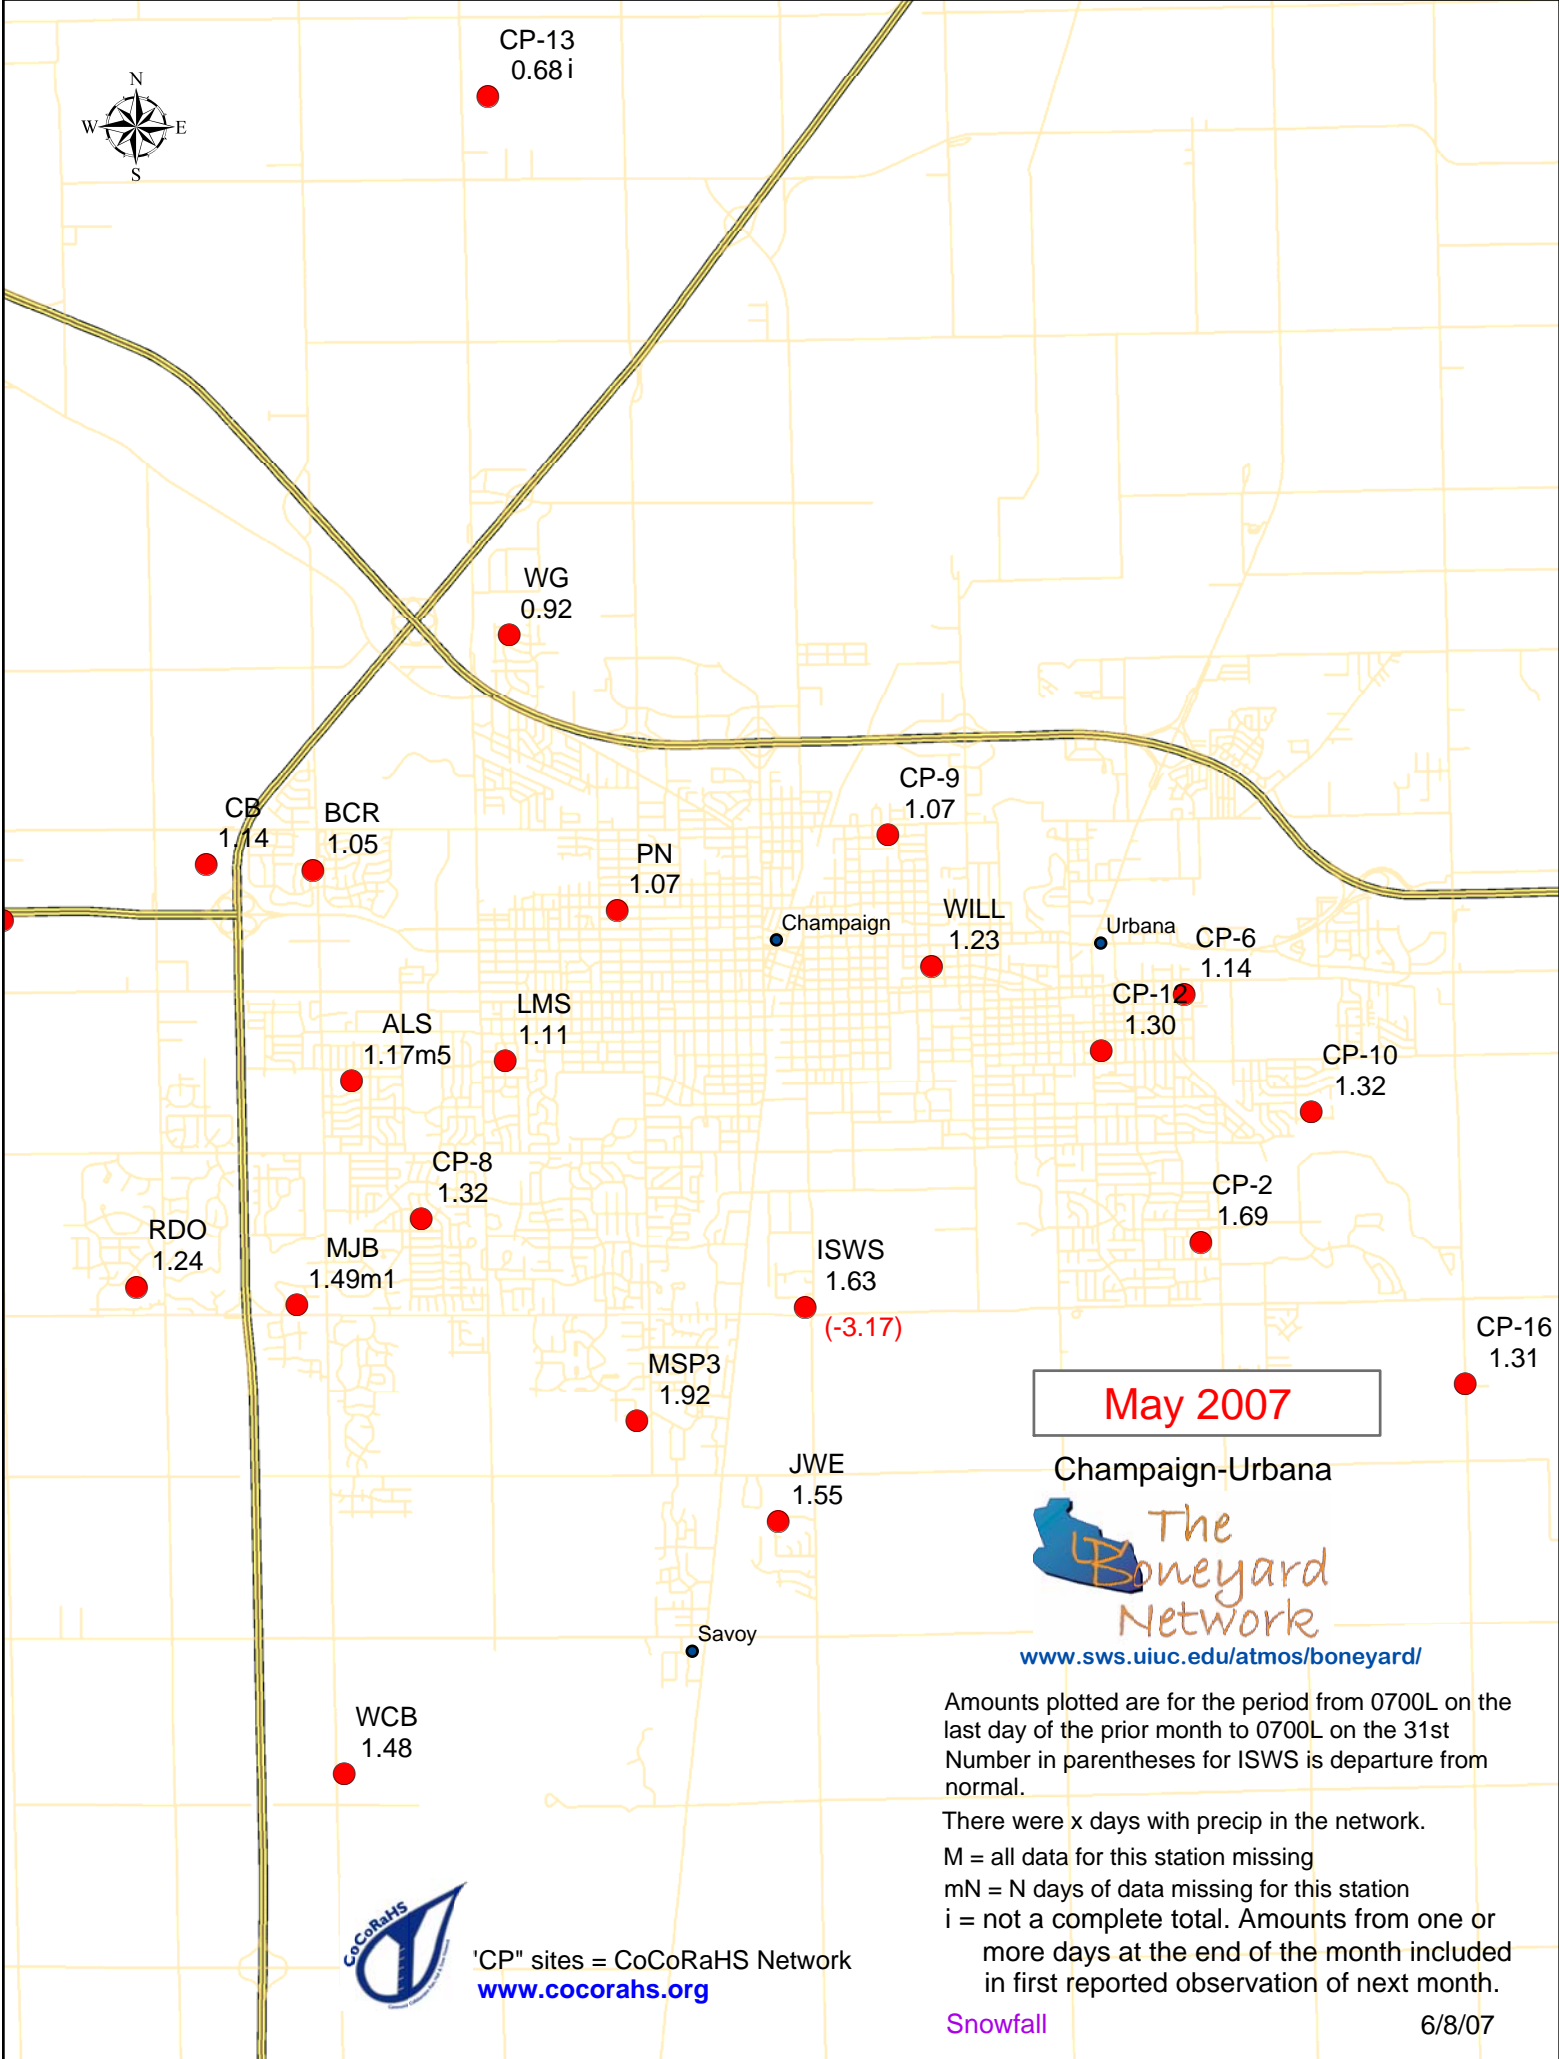 CP-13
0.68 i
N
W E
S
WG
0.92
CP-9
1.07
CB
1.14
BCR
1.05
PN
1.07
Champaign
WILL
1.23
Urbana
CP-6
1.14
CP-12
1.30
LMS
1.11
ALS
1.17m5
CP-10
1.32
CP-8
1.32
CP-2
1.69
RDO
1.24
MJB
1.49m1
ISWS
1.63
(-3.17)
CP-16
1.31
MSP3
1.92
May 2007
JWE
1.55
Champaign-Urbana
The
Boneyard
Network
Savoy
www.sws.uiuc.edu/atmos/boneyard/
WCB
1.48
Amounts plotted are for the period from 0700L on the
last day of the prior month to 0700L on the 31st
Number in parentheses for ISWS is departure from
normal.
There were x days with precip in the network.
M = all data for this station missing
mN = N days of data missing for this station
i = not a complete total. Amounts from one or
more days at the end of the month included
in first reported observation of next month.
CoCoRaHS
"CP" sites = CoCoRaHS Network
www.cocorahs.org
Snowfall
6/8/07